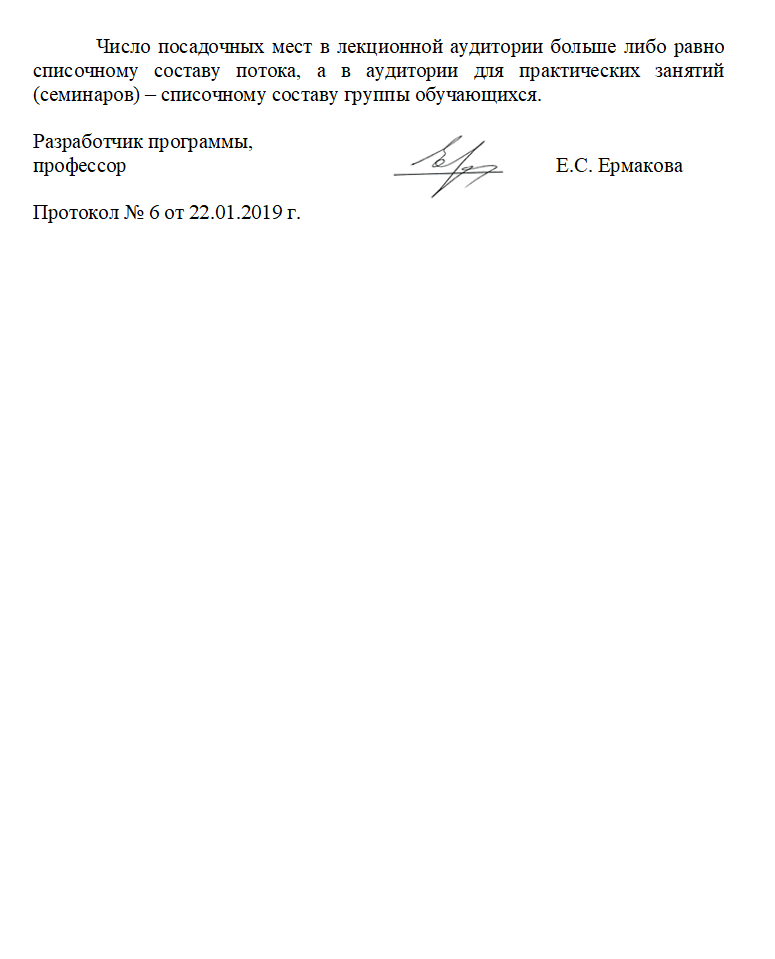 Число посадочных мест в лекционной аудитории больше либо равно
списочному составу потока, а в аудитории для практических занятий
(семинаров) – списочному составу группы обучающихся.
Разработчик программы,
профессор Е.С. Ермакова
Протокол № 6 от 22.01.2019 г.